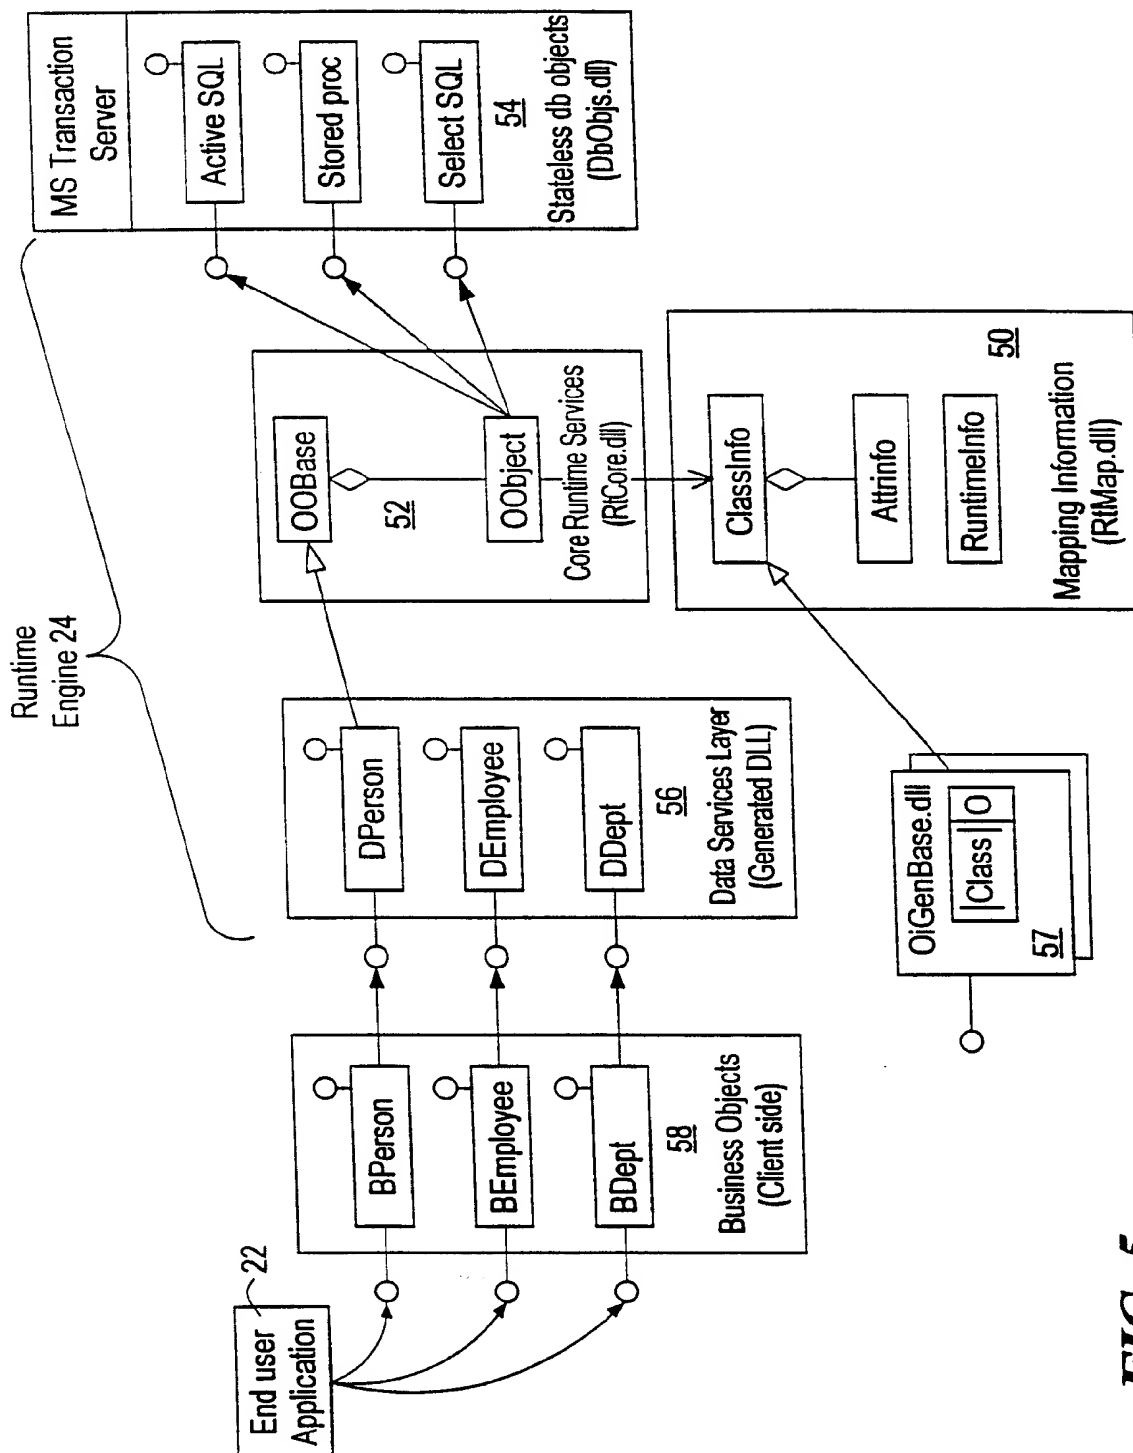 Runtime
Engine 24
End user
Application
22
BPerson
BEmployee
BDept
58
Business Objects
(Client side)
DPerson
DEmployee
DDept
56
Data Services Layer
(Generated DLL)
OOBase
52
OObject
Core Runtime Services
(RtCore.dll)
MS Transaction
Server
Active SQL
Stored proc
Select SQL
54
Stateless db objects
(DbObjs.dll)
OiGenBase.dll
Class
O
57
ClassInfo
AttrInfo
RuntimeInfo
50
Mapping Information
(RtMap.dll)